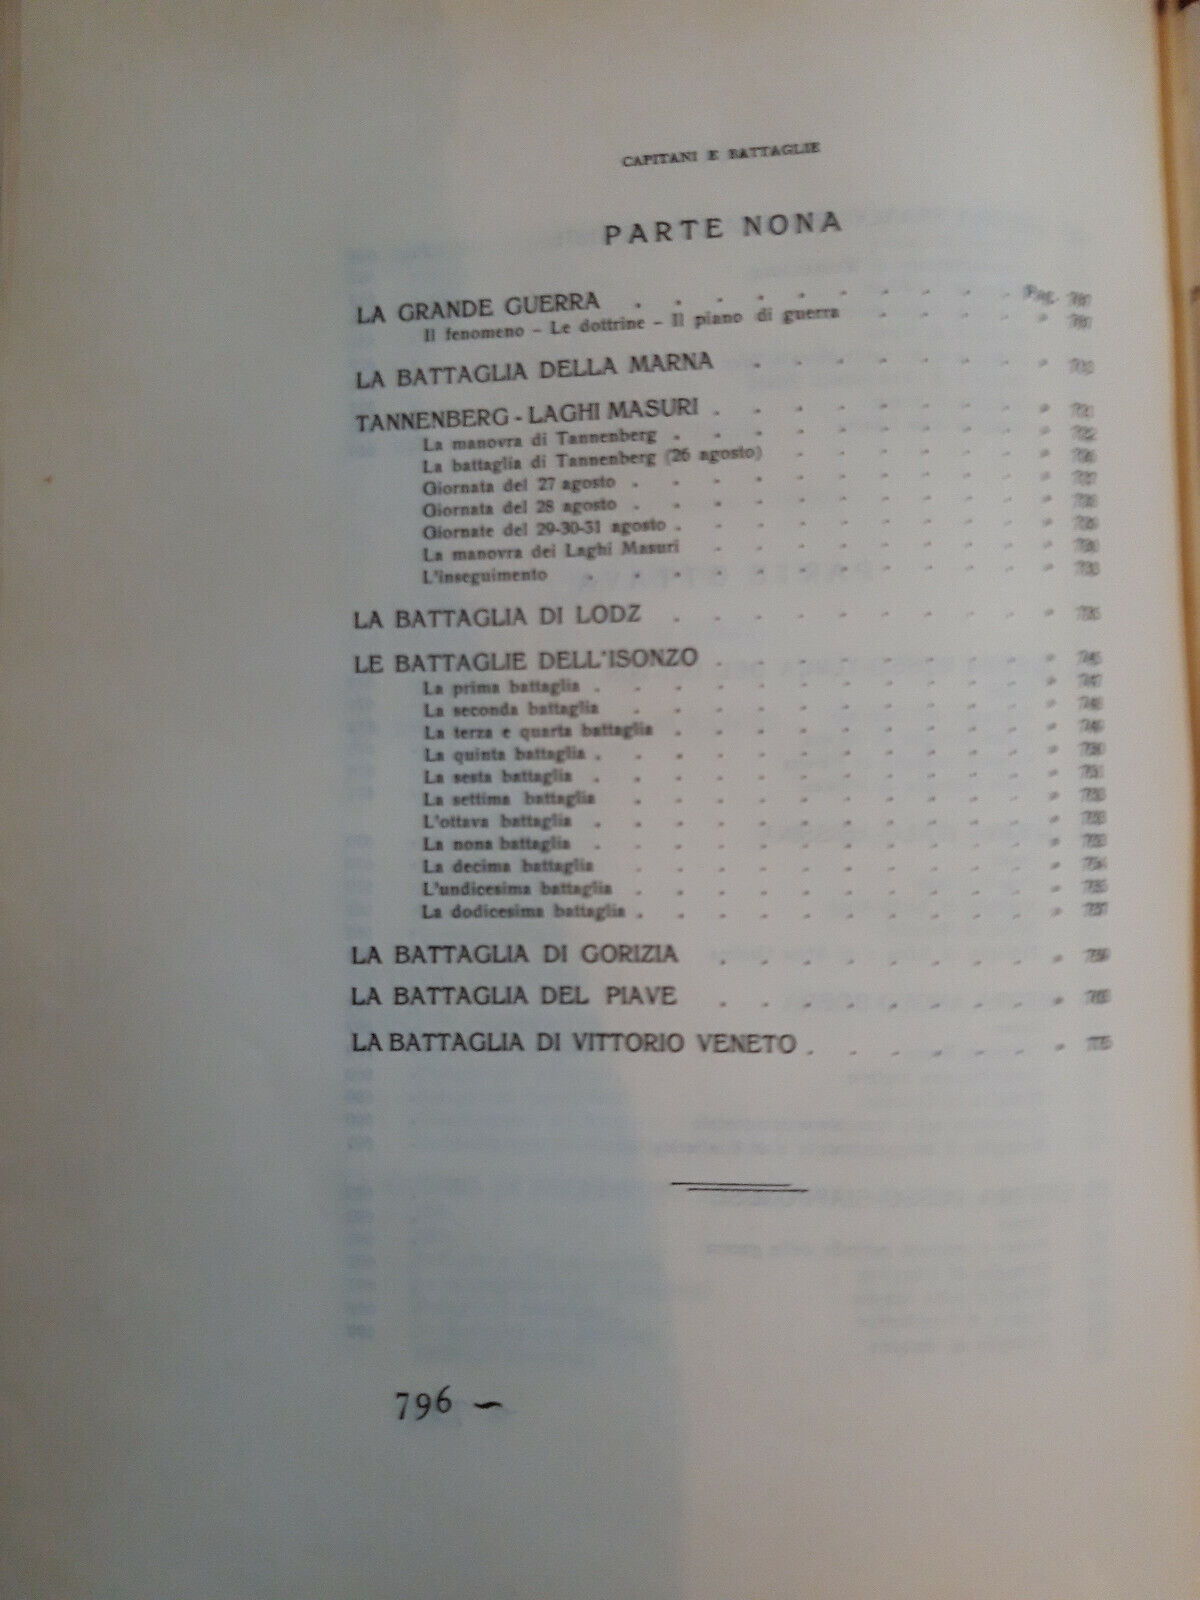 CAPITANI E BATTAGLIE
PARTE NONA
LA GRANDE GUERRA . . . . . . . . . . Pag.
Il fenomeno - Le dottrine - Il piano di guerra . . . . »
LA BATTAGLIA DELLA MARNA . . . . . . . »
TANNENBERG - LAGHI MASURI . . . . . . . . »
La manovra di Tannenberg . . . . . . . . . »
La battaglia di Tannenberg (26 agosto) . . . . . . »
Giornata del 27 agosto . . . . . . . . . . »
Giornata del 28 agosto . . . . . . . . . . »
Giornate del 29-30-31 agosto . . . . . . . . . »
La manovra dei Laghi Masuri . . . . . . . . »
L'inseguimento . . . . . . . . . . . »
LA BATTAGLIA DI LODZ . . . . . . . . . »
LE BATTAGLIE DELL'ISONZO . . . . . . . . »
La prima battaglia . . . . . . . . . . . »
La seconda battaglia . . . . . . . . . . »
La terza e quarta battaglia . . . . . . . . . »
La quinta battaglia . . . . . . . . . . . »
La sesta battaglia . . . . . . . . . . . »
La settima battaglia . . . . . . . . . . »
L'ottava battaglia . . . . . . . . . . . »
La nona battaglia . . . . . . . . . . . »
La decima battaglia . . . . . . . . . . »
L'undicesima battaglia . . . . . . . . . . »
La dodicesima battaglia . . . . . . . . . . »
LA BATTAGLIA DI GORIZIA . . . . . . . . »
LA BATTAGLIA DEL PIAVE . . . . . . . . »
LA BATTAGLIA DI VITTORIO VENETO . . . . . . »
796 ~